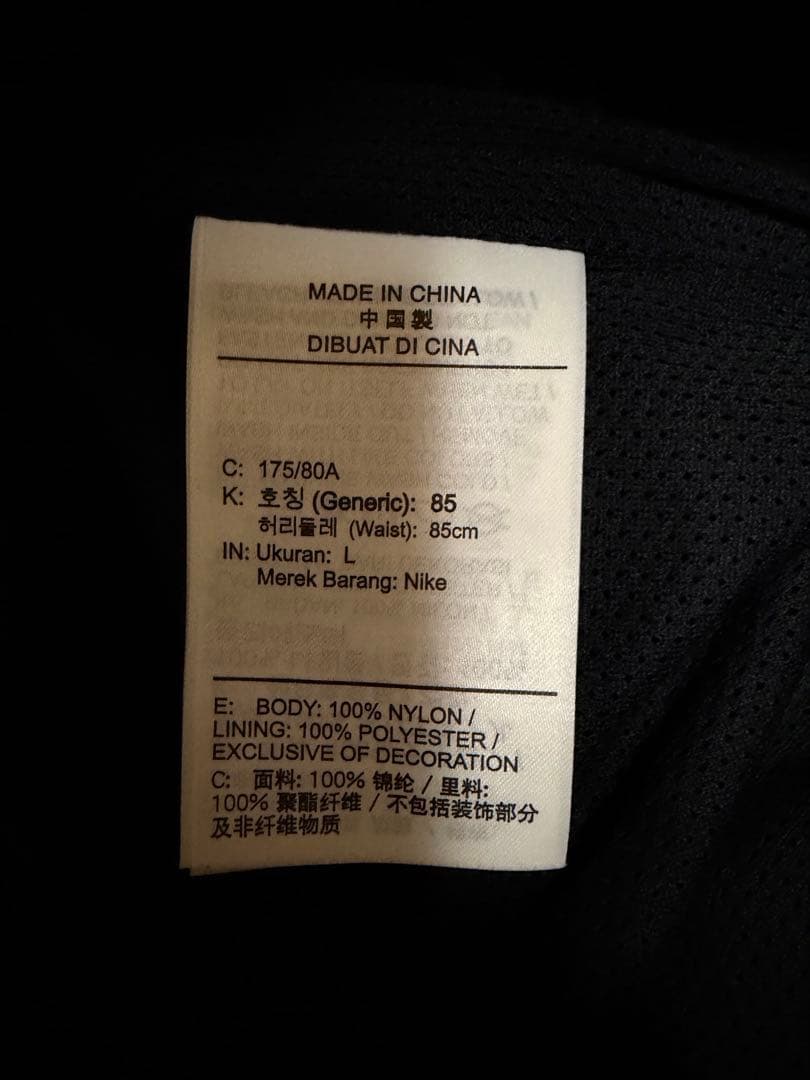 MADE IN CHINA
中国製
DIBUAT DI CINA
C: 175/80A
K: 호칭 (Generic): 85
허리둘레 (Waist): 85cm
IN: Ukuran: L
Merek Barang: Nike
E: BODY: 100% NYLON /
LINING: 100% POLYESTER /
EXCLUSIVE OF DECORATION
C: 面料: 100% 锦纶 / 里料:
100% 聚酯纤维 / 不包括装饰部分
及非纤维物质